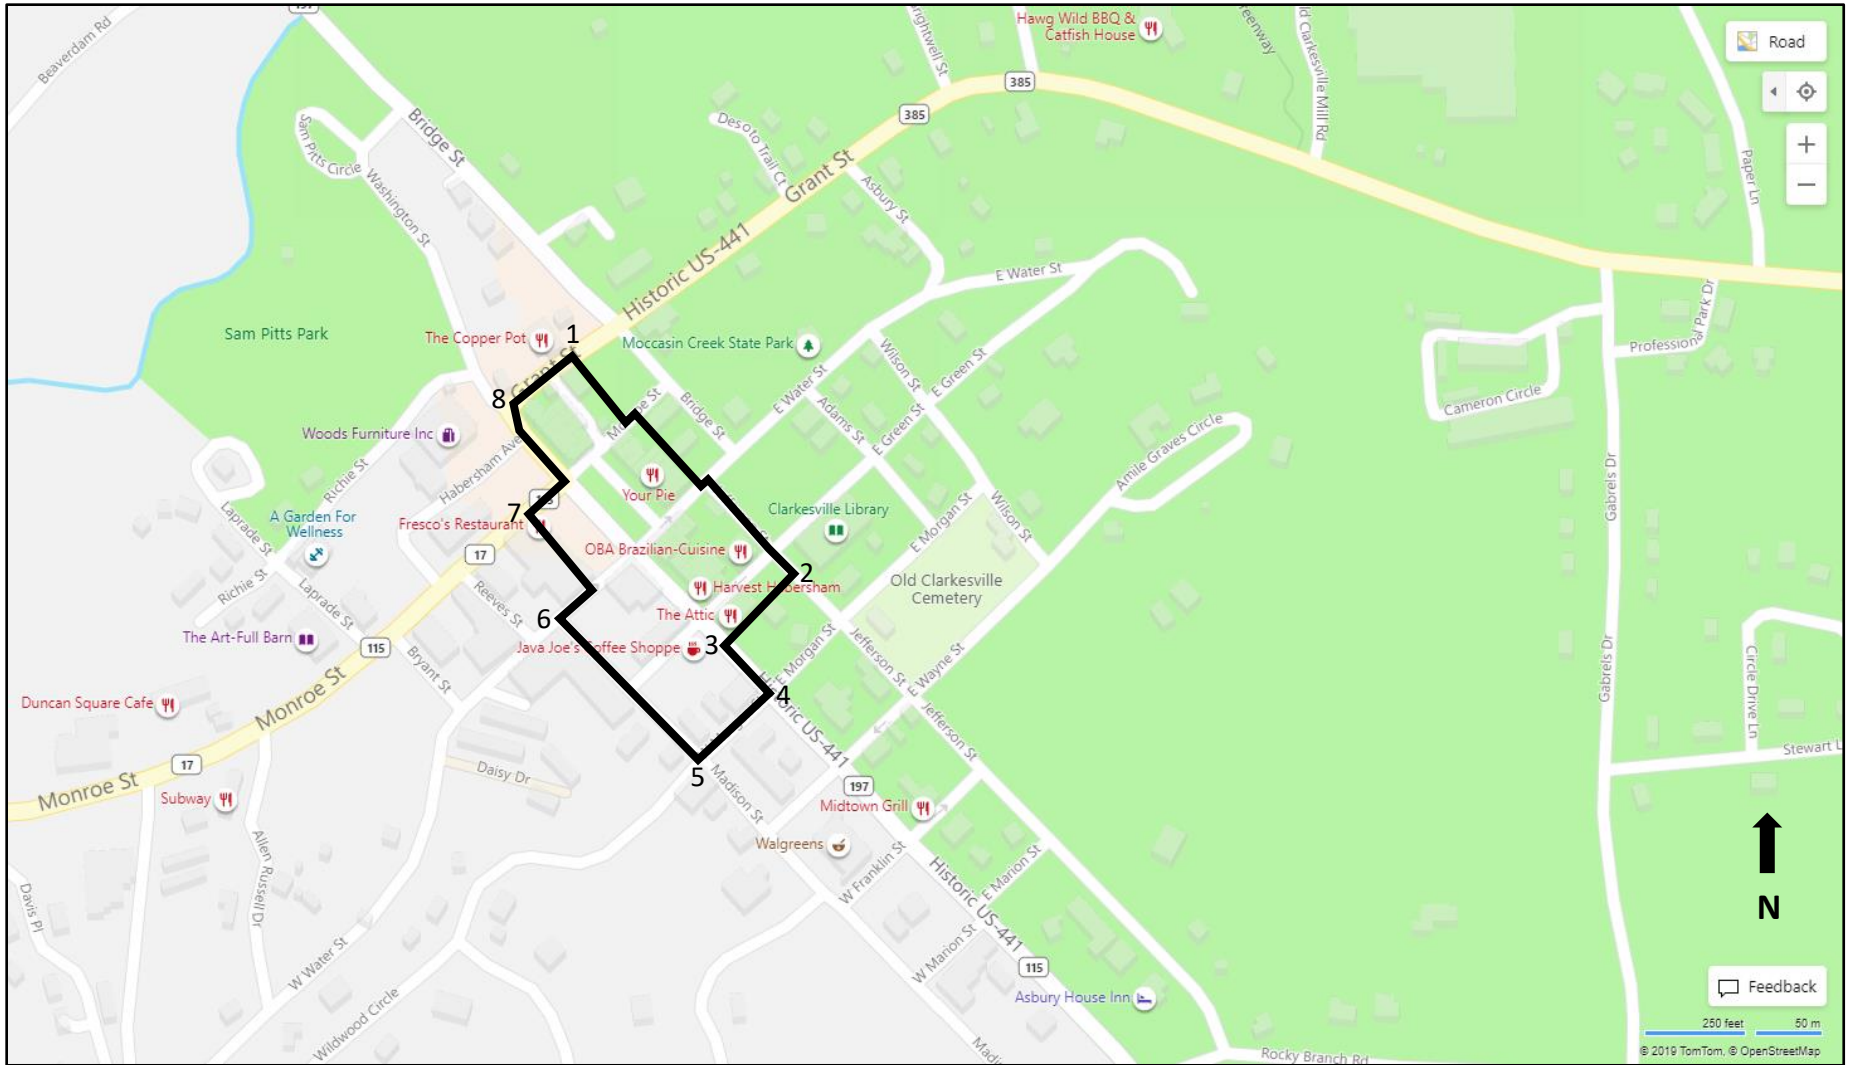 197
Beaverdam Rd
Hawg Wild BBQ &
Catfish House
Road
385
385
Bridge St
Desoto Trail Ct
Grant St
Asbury St
Sam Pitts Circle
Washington St
Paper Ln
Historic US-441
E Water St
Sam Pitts Park
The Copper Pot
1
Moccasin Creek State Park
Professional Park Dr
Wilson St
E Green St
E Water St
Adams St
Bridge St
8
Cameron Circle
Woods Furniture Inc
Habersham Ave
E Green St
Amile Graves Circle
Richie St
Your Pie
Gabrels Dr
Laprade St
A Garden For
Wellness
7
Fresco's Restaurant
Clarkesville Library
E Morgan St
Wilson St
17
OBA Brazilian-Cuisine
2
Old Clarkesville
Cemetery
Richie St
Laprade St
Reeves St
Harvest
6
The Attic
The Art-Full Barn
115
Java Joe's
Shoppe
3
E Morgan St
Jefferson St
E Wayne St
Gabrels Dr
Circle Drive Ln
Bryant St
Duncan Square Cafe
Monroe St
4
Historic US-441
Jefferson St
Stewart
17
Monroe St
Daisy Dr
5
Madison St
197
Subway
Midtown Grill
Walgreens
Allen Russell Dr
W Franklin St
E Marion St
Historic US-441
Davis Pl
N
W Water St
W Marion St
115
Wildwood Circle
Asbury House Inn
Feedback
250 feet
50 m
Rocky Branch Rd
© 2019 TomTom, © OpenStreetMap